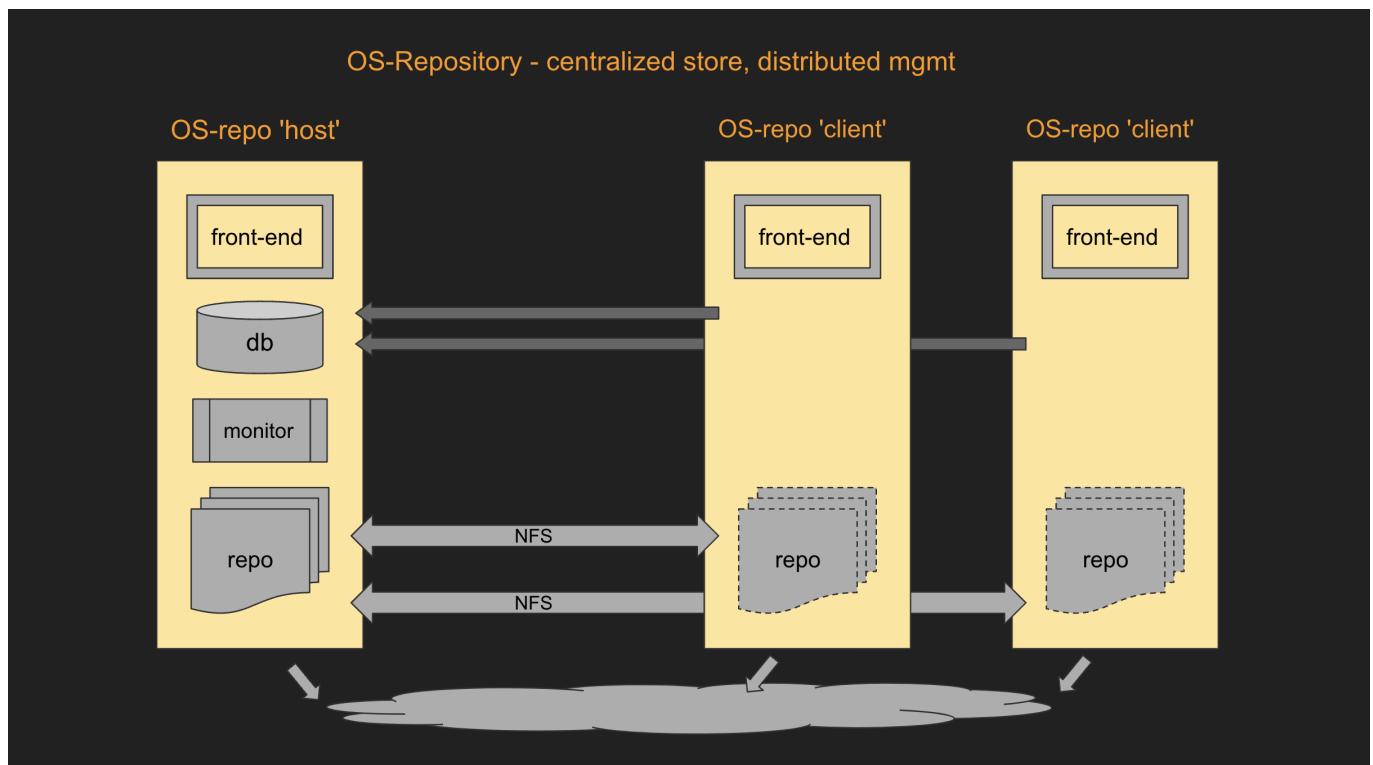 OS-Repository - centralized store, distributed mgmt
OS-repo 'host'
OS-repo 'client'
OS-repo 'client'
front-end
front-end
front-end
db
monitor
NFS
repo
repo
repo
NFS